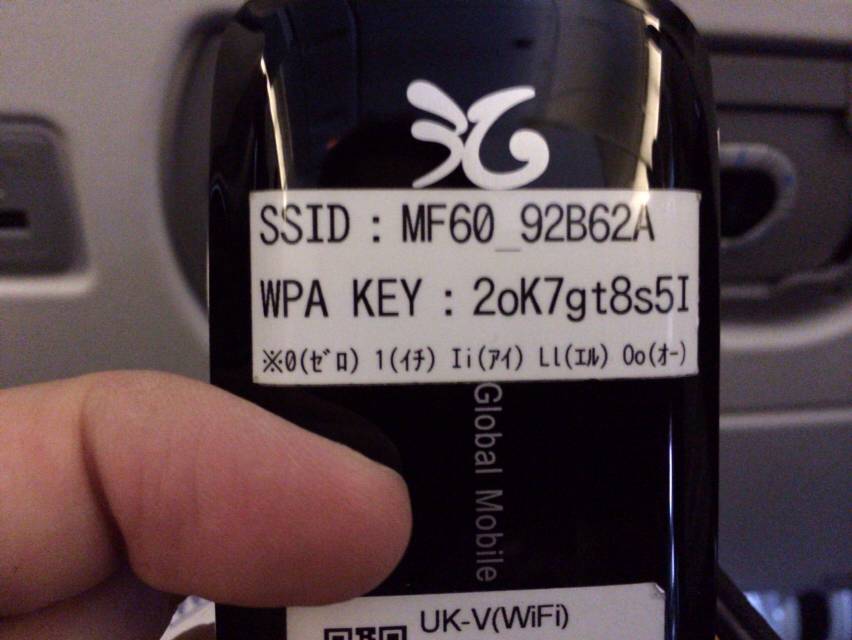 SSID : MF60_92B62A
WPA KEY : 2oK7gt8s5I
※0(ｾﾞﾛ) 1(ｲﾁ) Ii(ｱｲ) Ll(ｴﾙ) Oo(ｵｰ)
Global Mobile
UK-V(WiFi)